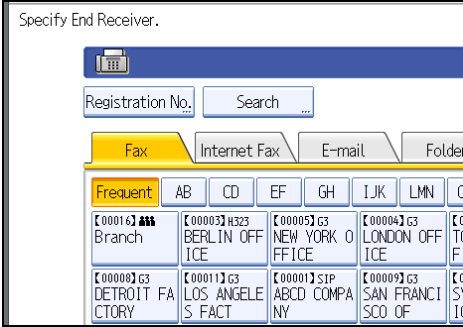 Specify End Receiver.
Registration No. Search
Fax Internet Fax E-mail Folder
Frequent AB CD EF GH IJK LMN
【00016】 【00003】H323 【00005】G3 【00004】G3
Branch BERLIN OFF NEW YORK O LONDON OFF
ICE FFICE ICE
【00008】G3 【00011】G3 【00001】SIP 【00009】G3
DETROIT FA LOS ANGELE ABCD COMPA SAN FRANCI
CTORY S FACT NY SCO OF